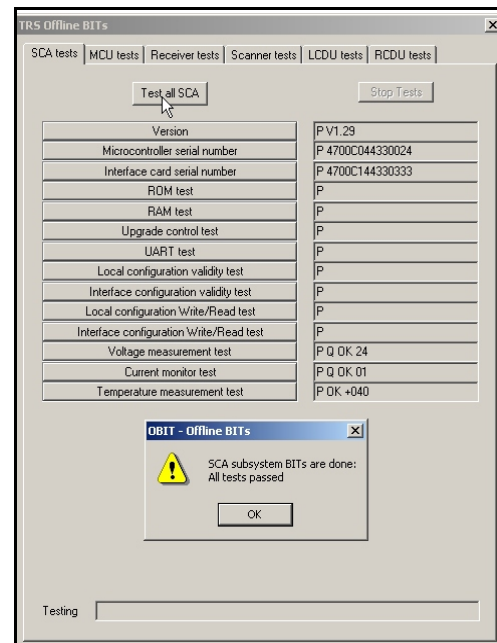 TRS Offline BITs
SCA tests MCU tests Receiver tests Scanner tests LCDU tests RCDU tests
Test all SCA Stop Tests
Version P V1.29
Microcontroller serial number P 4700C044330024
Interface card serial number P 4700C144330333
ROM test P
RAM test P
Upgrade control test P
UART test P
Local configuration validity test P
Interface configuration validity test P
Local configuration Write/Read test P
Interface configuration Write/Read test P
Voltage measurement test P Q OK 24
Current monitor test P Q OK 01
Temperature measurement test P OK +040
OBIT - Offline BITs
SCA subsystem BITs are done:
All tests passed
OK
Testing